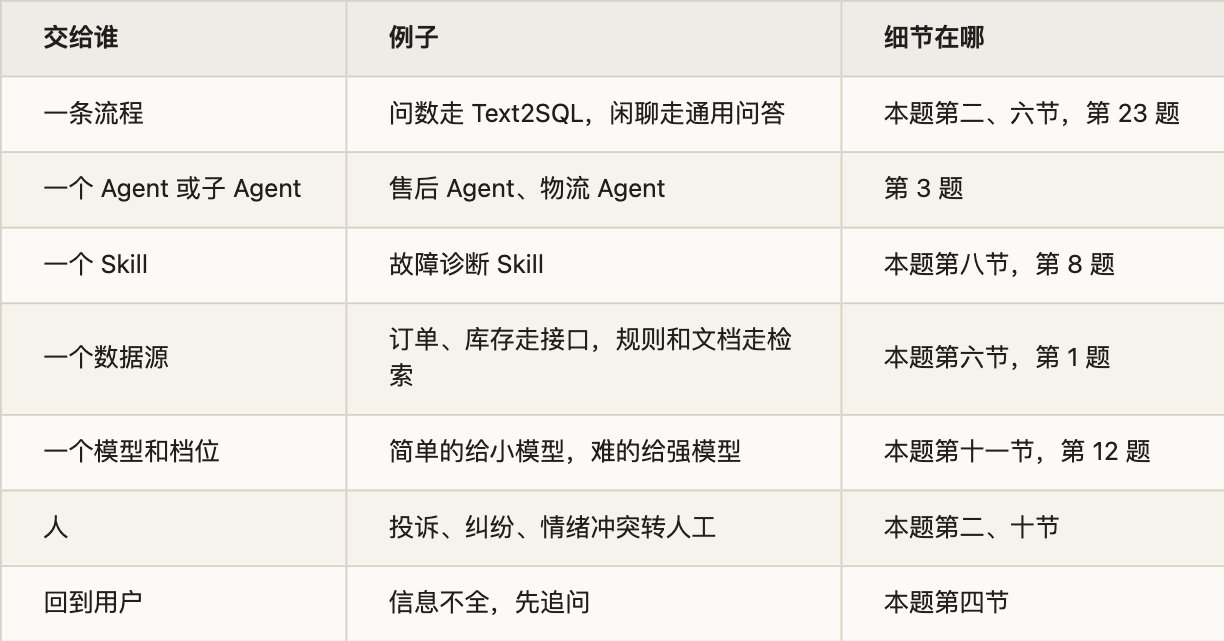 交给谁 例子 细节在哪
一条流程 问数走 Text2SQL，闲聊走通用问答 本题第二、六节，第 23 题
一个 Agent 或子 Agent 售后 Agent、物流 Agent 第 3 题
一个 Skill 故障诊断 Skill 本题第八节，第 8 题
一个数据源 订单、库存走接口，规则和文档走检
索 本题第六节，第 1 题
一个模型和档位 简单的给小模型，难的给强模型 本题第十一节，第 12 题
人 投诉、纠纷、情绪冲突转人工 本题第二、十节
回到用户 信息不全，先追问 本题第四节